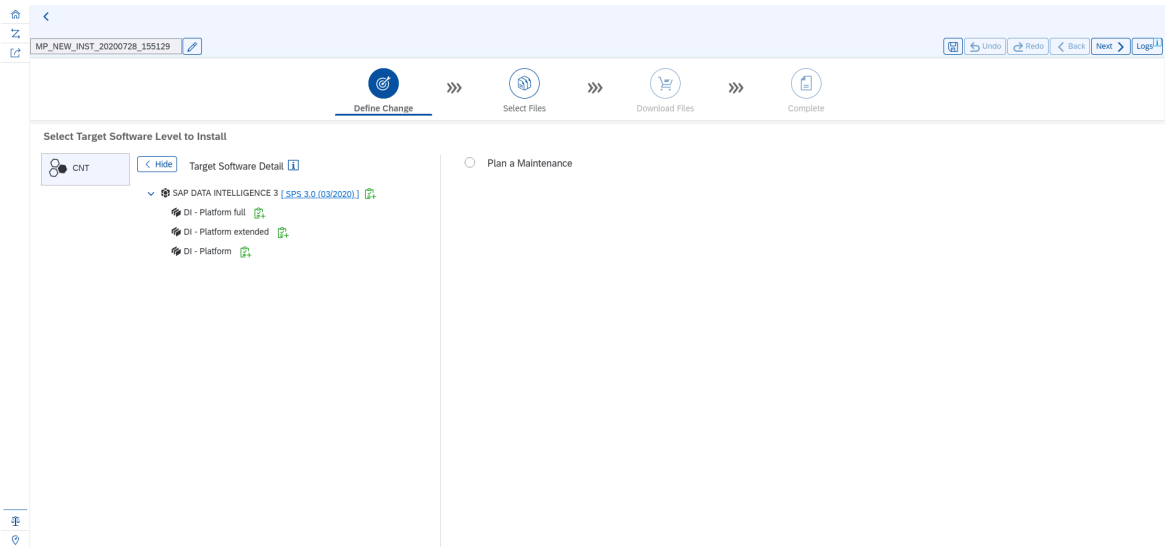 MP_NEW_INST_20200728_155129
Undo
Redo
Back
Next
Logs
Define Change
Select Files
Download Files
Complete
Select Target Software Level to Install
CNT
Hide
Target Software Detail
Plan a Maintenance
SAP DATA INTELLIGENCE 3 [ SPS 3.0 (03/2020) ]
DI - Platform full
DI - Platform extended
DI - Platform